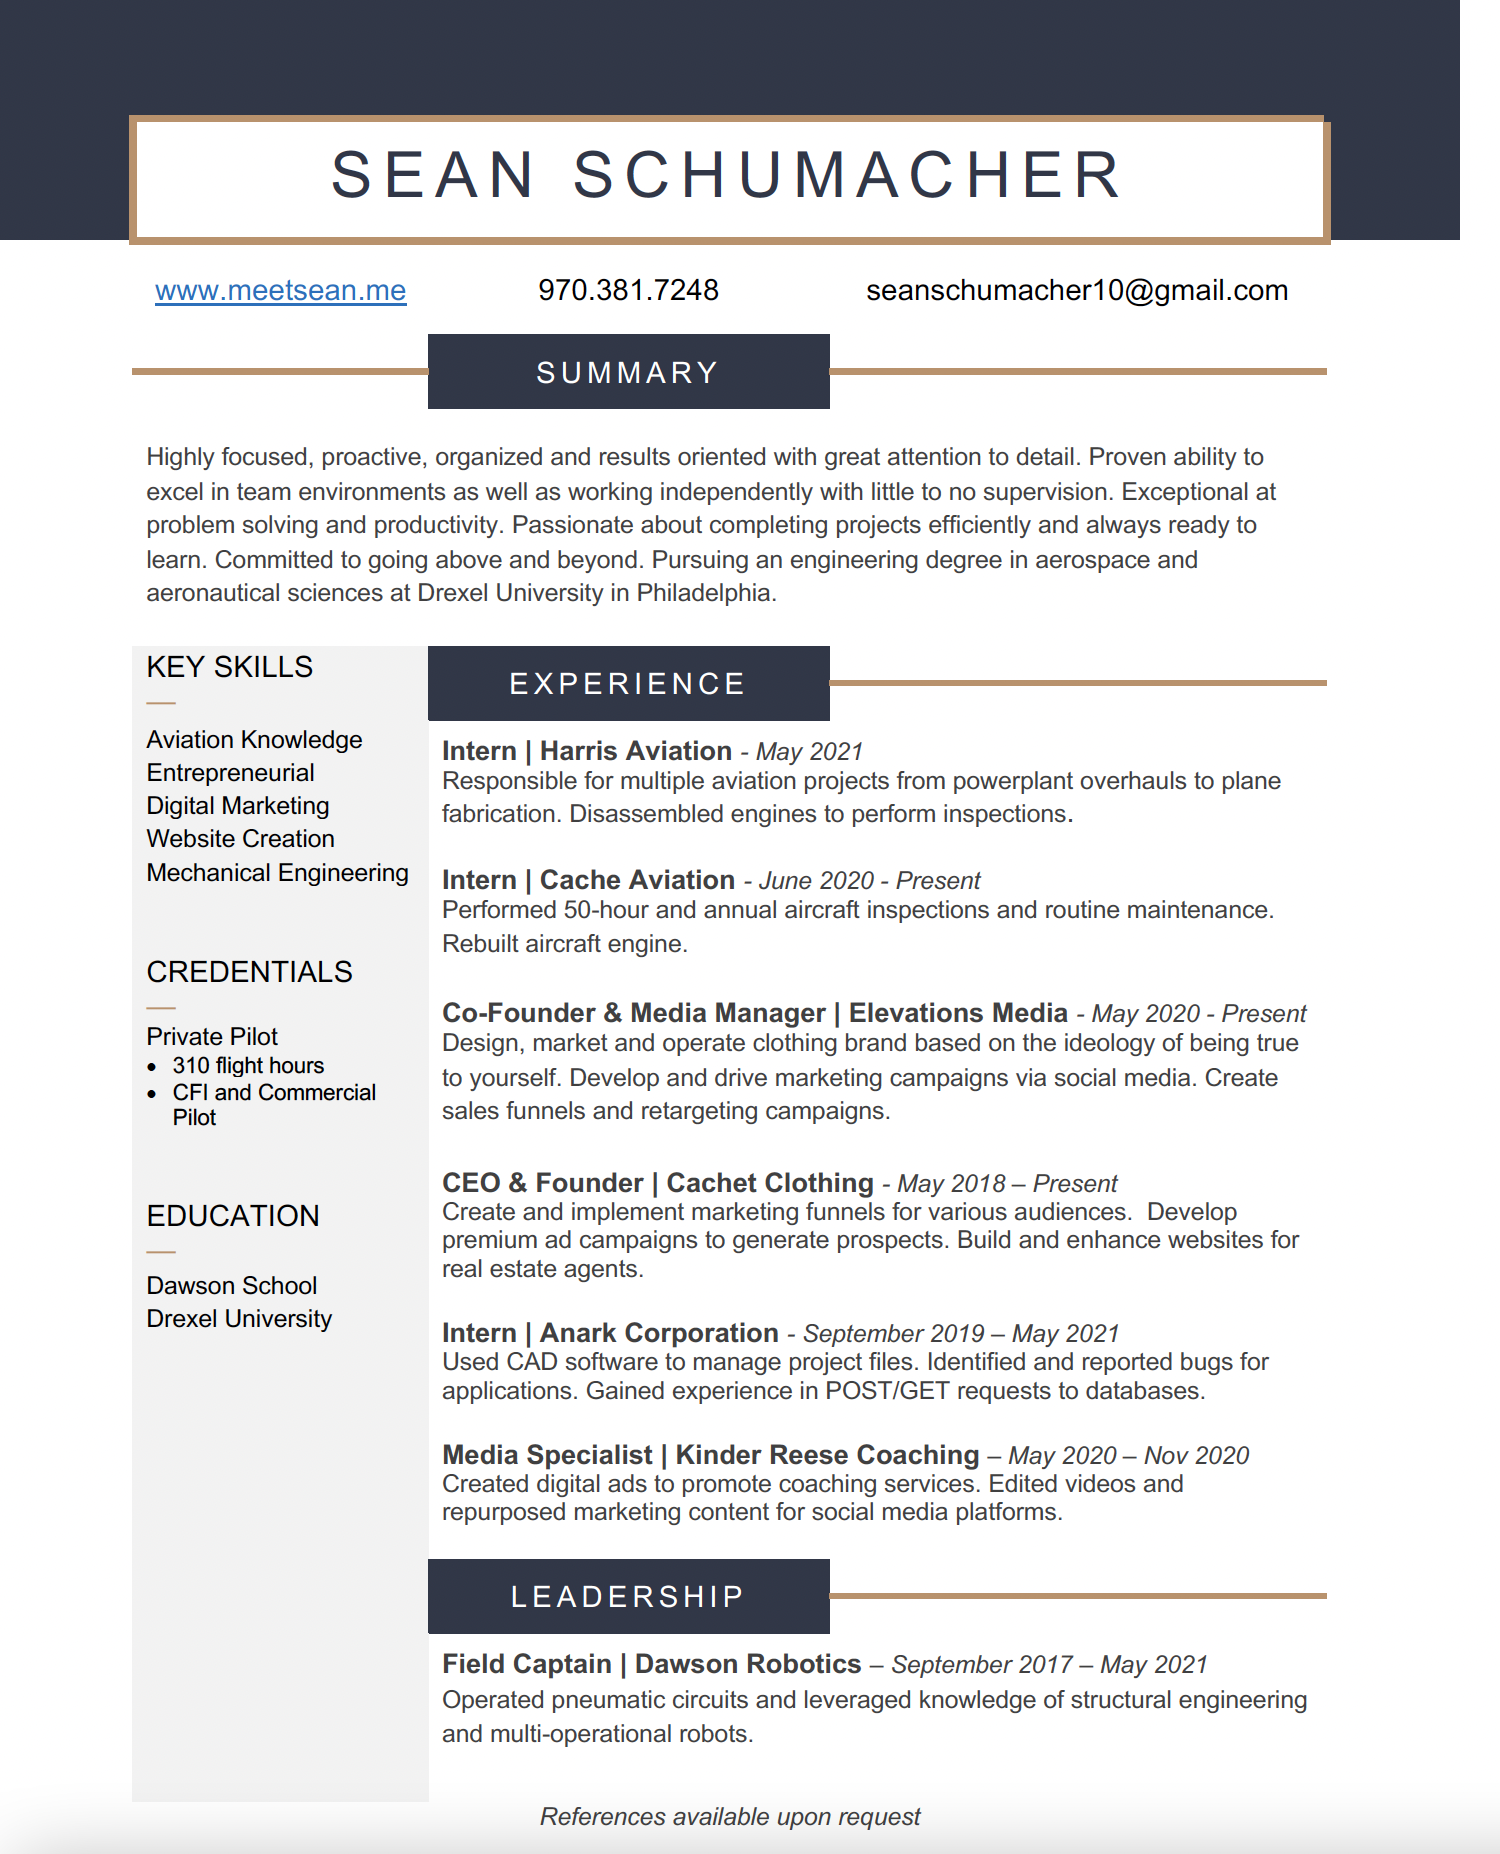 SEAN SCHUMACHER
www.meetsean.me 970.381.7248 seanschumacher10@gmail.com
SUMMARY
Highly focused, proactive, organized and results oriented with great attention to detail. Proven ability to
excel in team environments as well as working independently with little to no supervision. Exceptional at
problem solving and productivity. Passionate about completing projects efficiently and always ready to
learn. Committed to going above and beyond. Pursuing an engineering degree in aerospace and
aeronautical sciences at Drexel University in Philadelphia.
KEY SKILLS
Aviation Knowledge
Entrepreneurial
Digital Marketing
Website Creation
Mechanical Engineering
CREDENTIALS
Private Pilot
• 310 flight hours
• CFI and Commercial
Pilot
EDUCATION
Dawson School
Drexel University
EXPERIENCE
Intern | Harris Aviation - May 2021
Responsible for multiple aviation projects from powerplant overhauls to plane
fabrication. Disassembled engines to perform inspections.
Intern | Cache Aviation - June 2020 - Present
Performed 50-hour and annual aircraft inspections and routine maintenance.
Rebuilt aircraft engine.
Co-Founder & Media Manager | Elevations Media - May 2020 - Present
Design, market and operate clothing brand based on the ideology of being true
to yourself. Develop and drive marketing campaigns via social media. Create
sales funnels and retargeting campaigns.
CEO & Founder | Cachet Clothing - May 2018 – Present
Create and implement marketing funnels for various audiences.  Develop
premium ad campaigns to generate prospects. Build and enhance websites for
real estate agents.
Intern | Anark Corporation - September 2019 – May 2021
Used CAD software to manage project files. Identified and reported bugs for
applications. Gained experience in POST/GET requests to databases.
Media Specialist | Kinder Reese Coaching – May 2020 – Nov 2020
Created digital ads to promote coaching services. Edited videos and
repurposed marketing content for social media platforms.
LEADERSHIP
Field Captain | Dawson Robotics – September 2017 – May 2021
Operated pneumatic circuits and leveraged knowledge of structural engineering
and multi-operational robots.
References available upon request